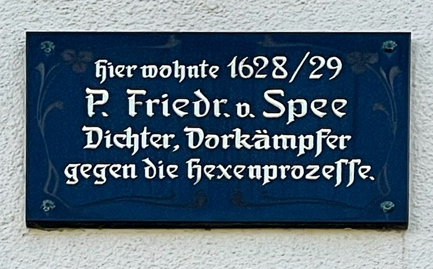 hier wohnte 1628/29
P. Friedr. v. Spee
Dichter, Vorkämpfer
gegen die Hexenprozeſſe.